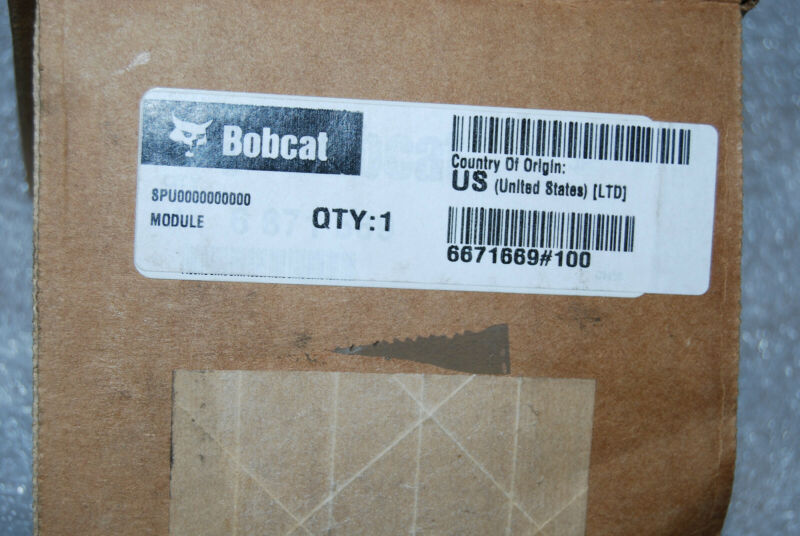 Bobcat
Country Of Origin:
US (United States) [LTD]
SPU0000000000
MODULE
QTY:1
6671669#100